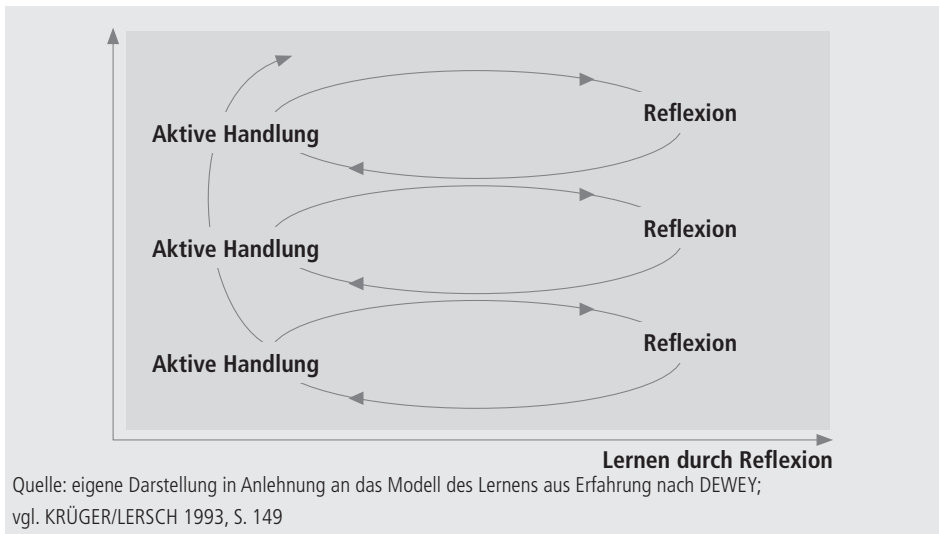 Reflexion
Aktive Handlung
Reflexion
Aktive Handlung
Reflexion
Aktive Handlung
Lernen durch Reflexion
Quelle: eigene Darstellung in Anlehnung an das Modell des Lernens aus Erfahrung nach DEWEY;
vgl. KRÜGER/LERSCH 1993, S. 149